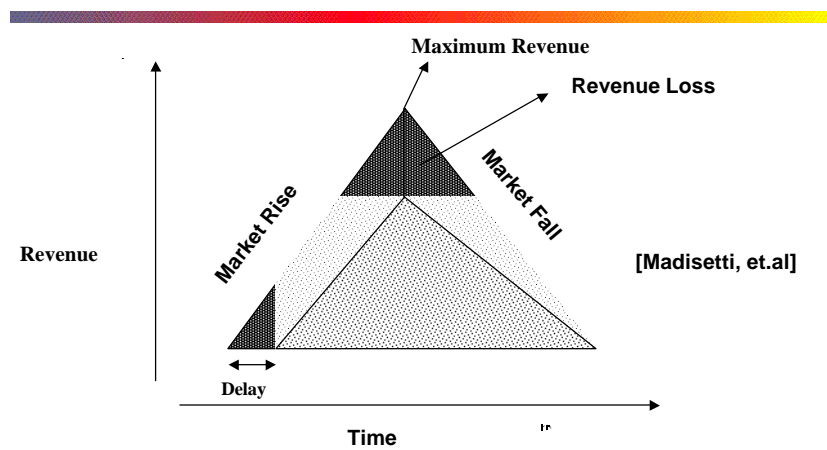 Maximum Revenue
Revenue Loss
Market Rise
Market Fall
Revenue
[Madisetti, et.al]
Delay
Time